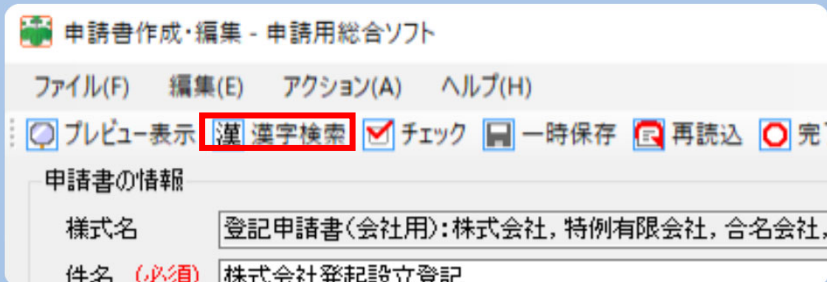 申請書作成・編集 - 申請用総合ソフト
ファイル(F) 編集(E) アクション(A) ヘルプ(H)
プレビュー表示 漢 漢字検索 チェック 一時保存 再読込 完
申請書の情報
様式名 登記申請書(会社用):株式会社,特例有限会社,合名会社,
件名 (必須) 株式会社発起設立登記